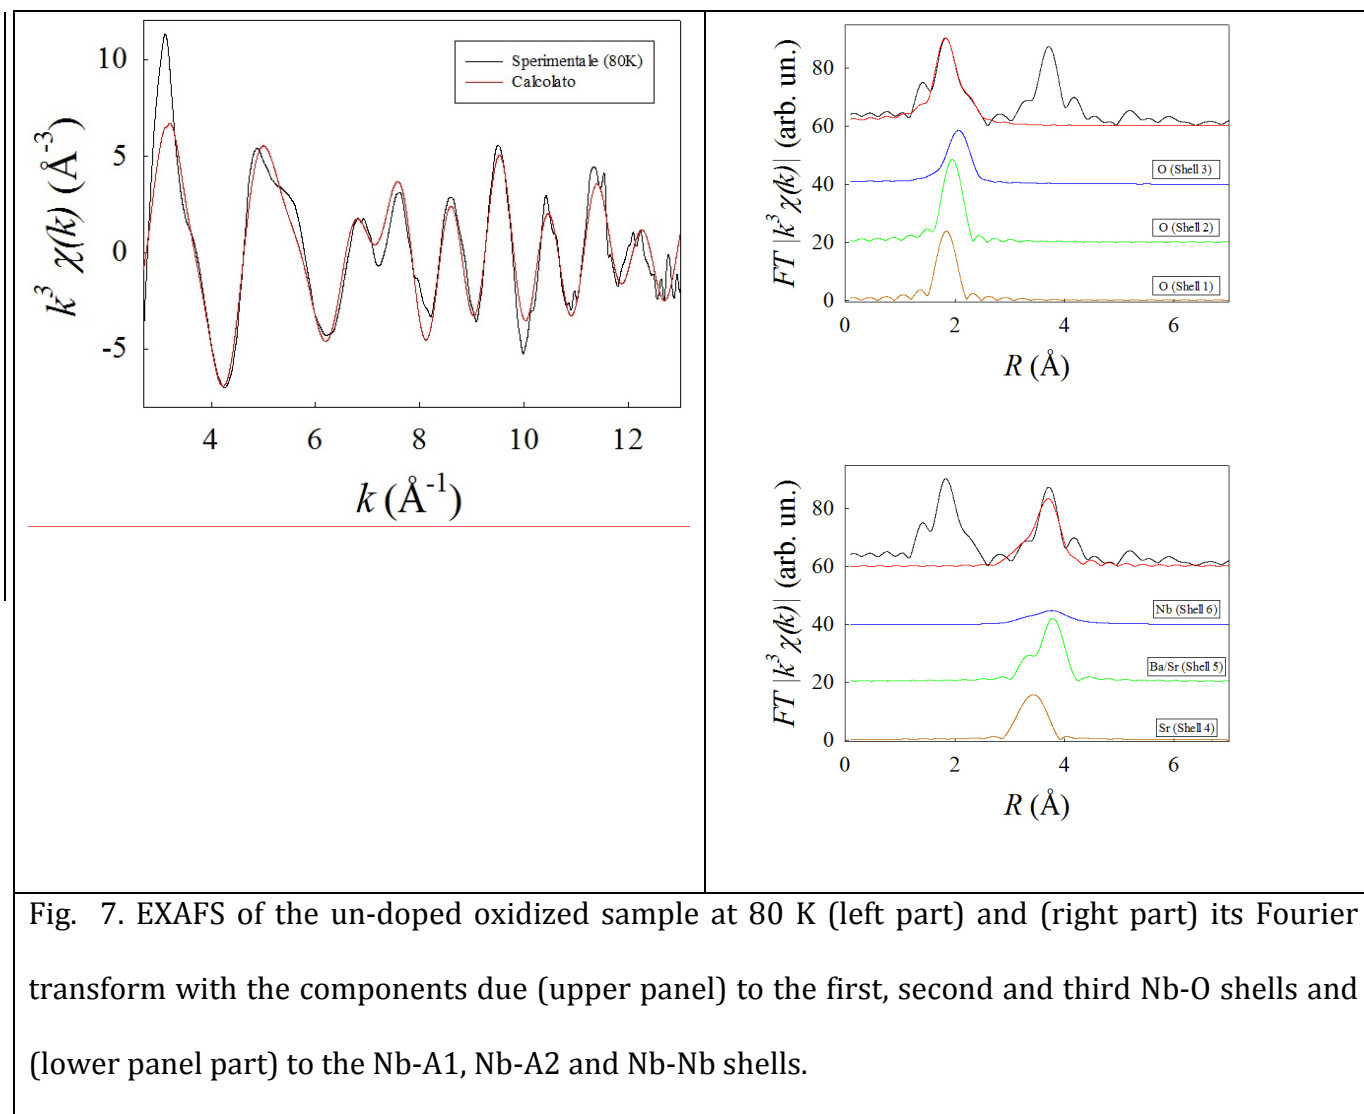 10
5
0
-5
k³ χ(k) (Å⁻³)
Sperimentale (80K)
Calcolato
4 6 8 10 12
k (Å⁻¹)
80
60
40
20
0
FT |k³ χ(k)| (arb. un.)
O (Shell 3)
O (Shell 2)
O (Shell 1)
0 2 4 6
R (Å)
80
60
40
20
0
FT |k³ χ(k)| (arb. un.)
Nb (Shell 6)
Ba/Sr (Shell 5)
Sr (Shell 4)
0 2 4 6
R (Å)
Fig. 7. EXAFS of the un-doped oxidized sample at 80 K (left part) and (right part) its Fourier
transform with the components due (upper panel) to the first, second and third Nb-O shells and
(lower panel part) to the Nb-A1, Nb-A2 and Nb-Nb shells.